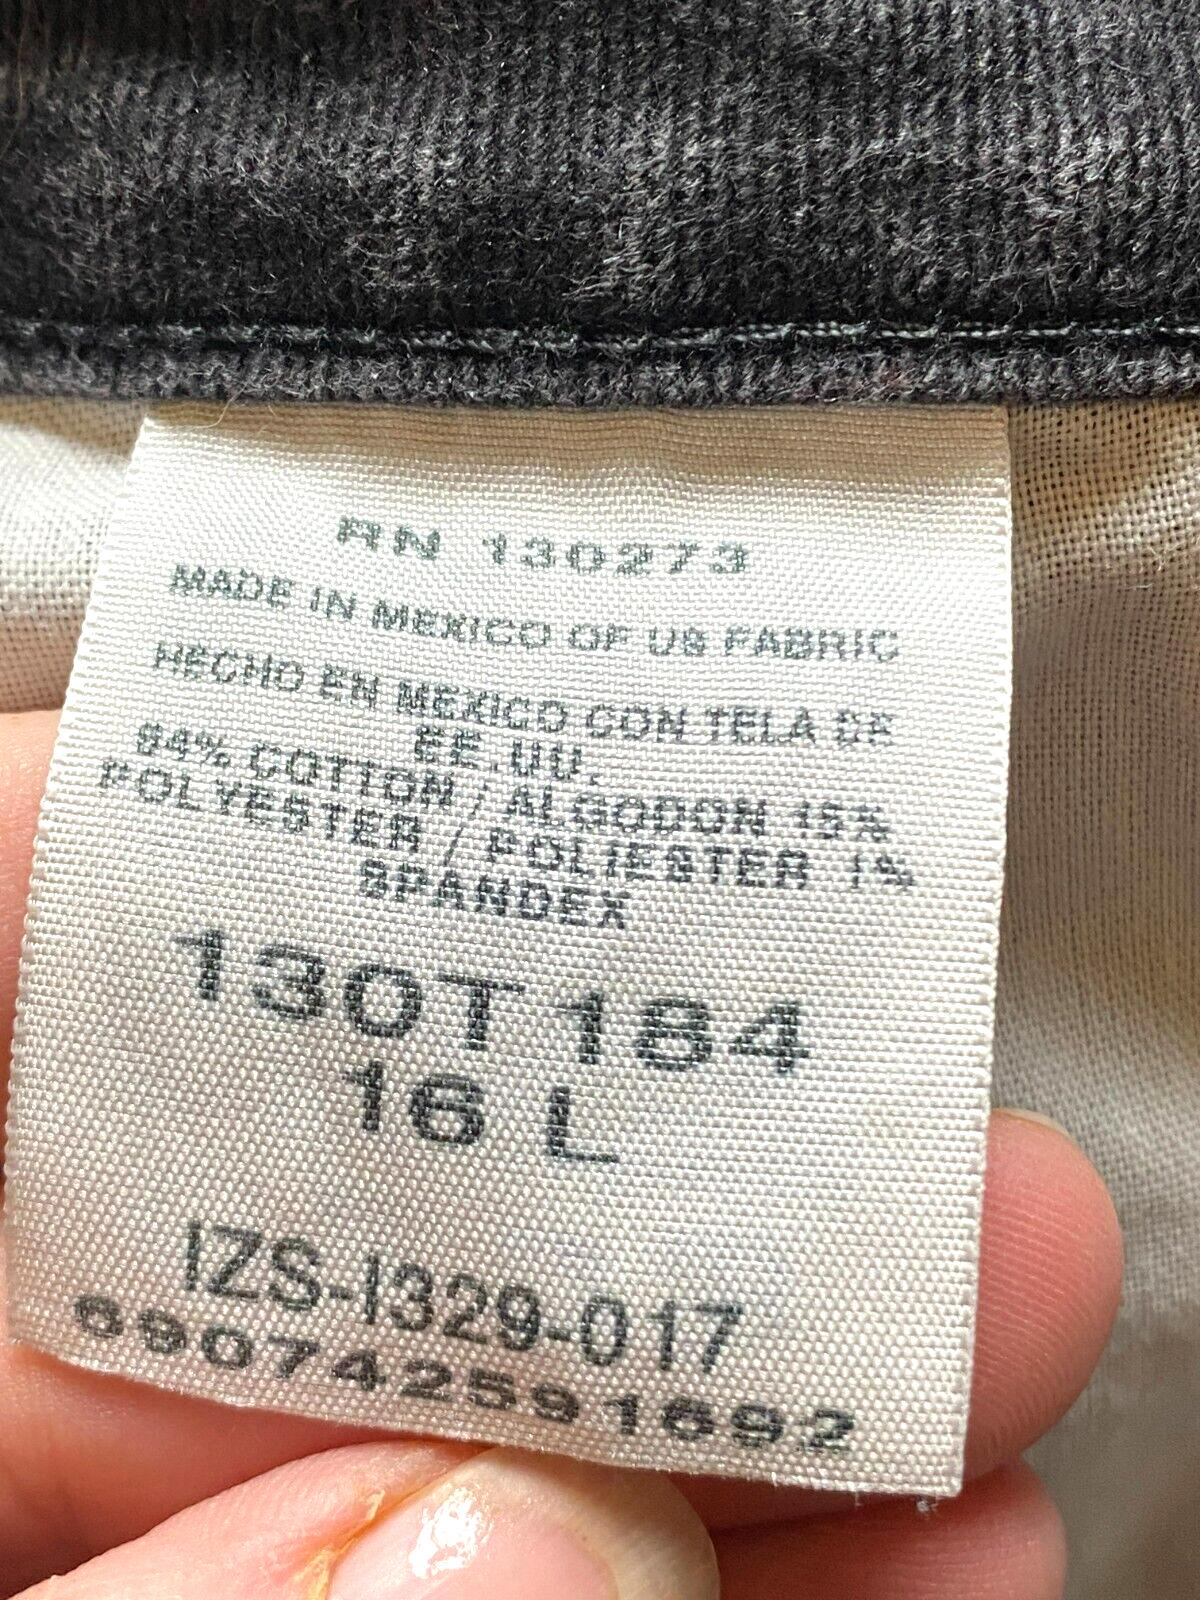 RN 130273
MADE IN MEXICO OF US FABRIC
HECHO EN MEXICO CON TELA DE
EE.UU.
84% COTTON / ALGODON 15%
POLYESTER / POLIESTER 1%
SPANDEX
130T184
16 L
IZS-I329-017
690742591692